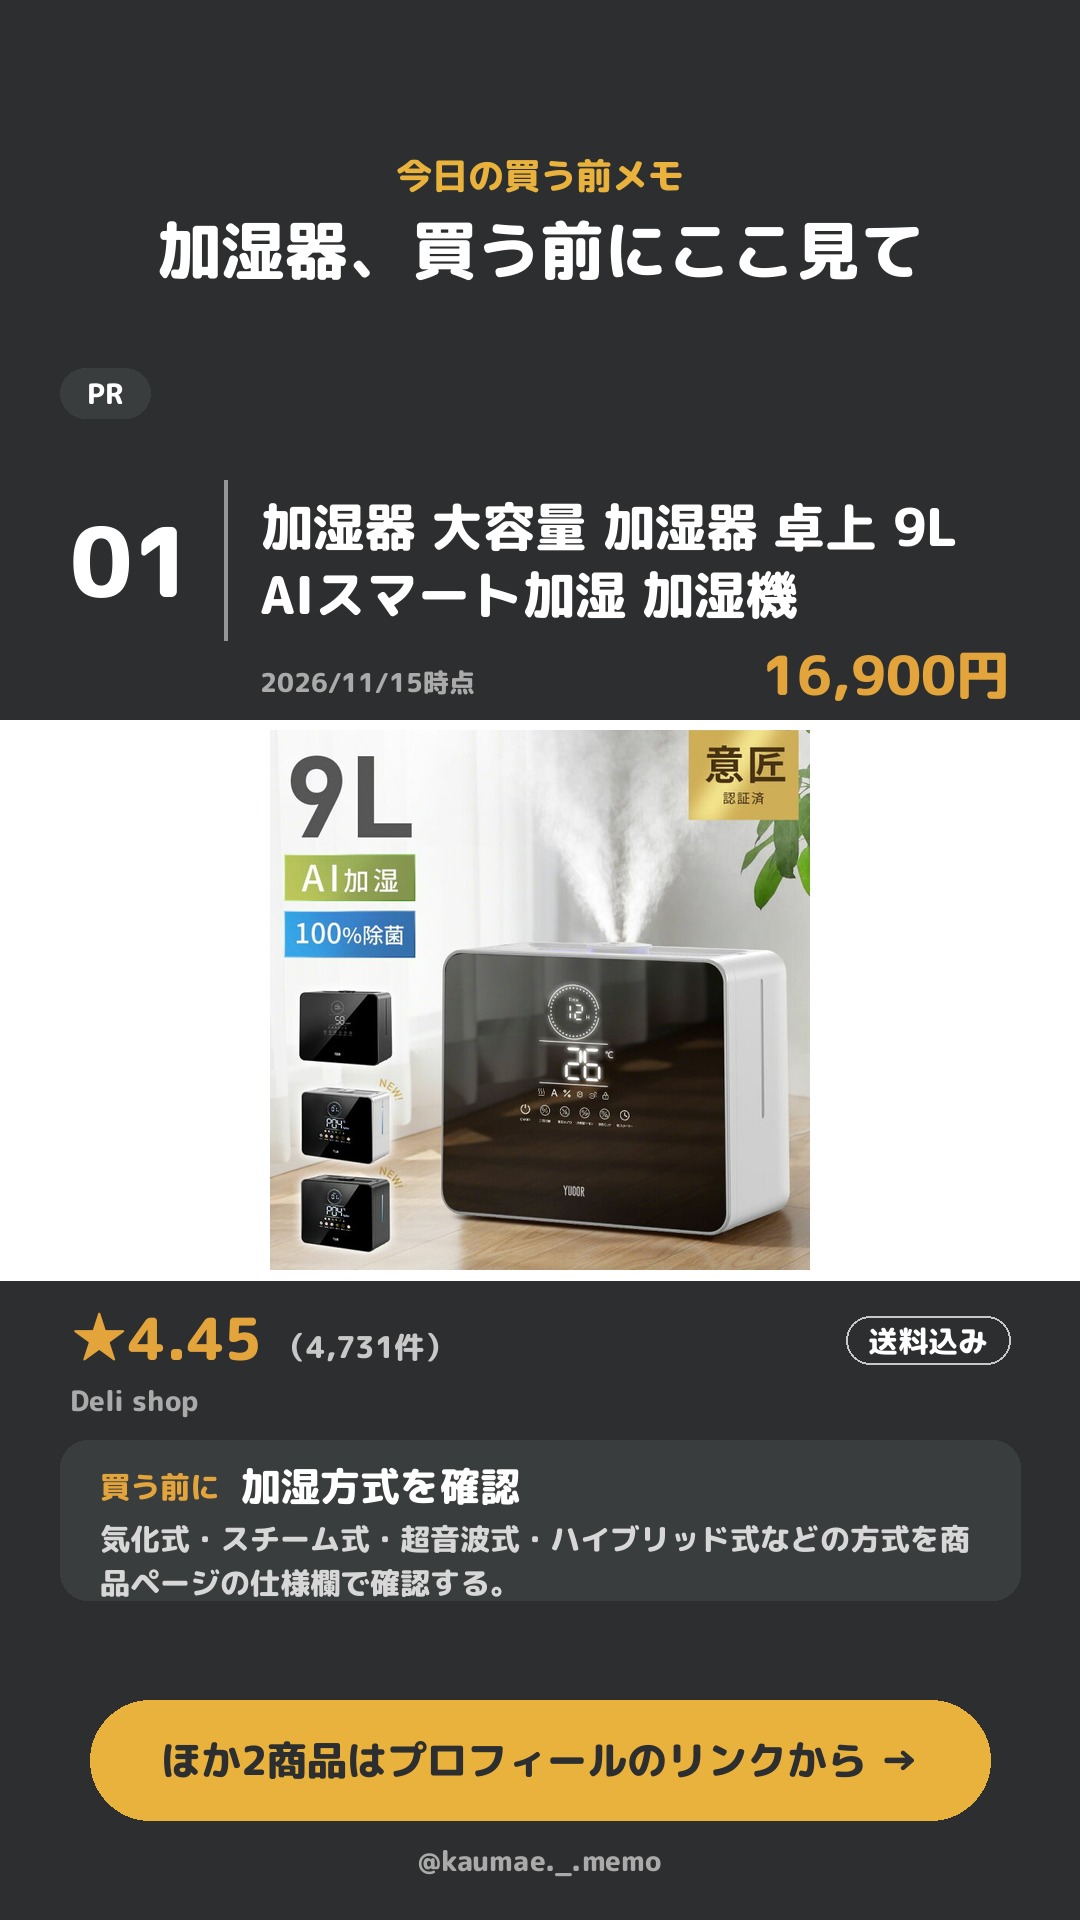 今日の買う前メモ
加湿器、買う前にここ見て
PR
01
加湿器 大容量 加湿器 卓上 9L
AIスマート加湿 加湿機
2026/11/15時点
16,900円
9L
AI加湿
100%除菌
意匠
認証済
Time
12 H
26 ℃
A %
58
NEW!
P04
NEW!
P04
YUOOR
★4.45 (4,731件)
送料込み
Deli shop
買う前に 加湿方式を確認
気化式・スチーム式・超音波式・ハイブリッド式などの方式を商
品ページの仕様欄で確認する。
ほか2商品はプロフィールのリンクから →
@kaumae._.memo